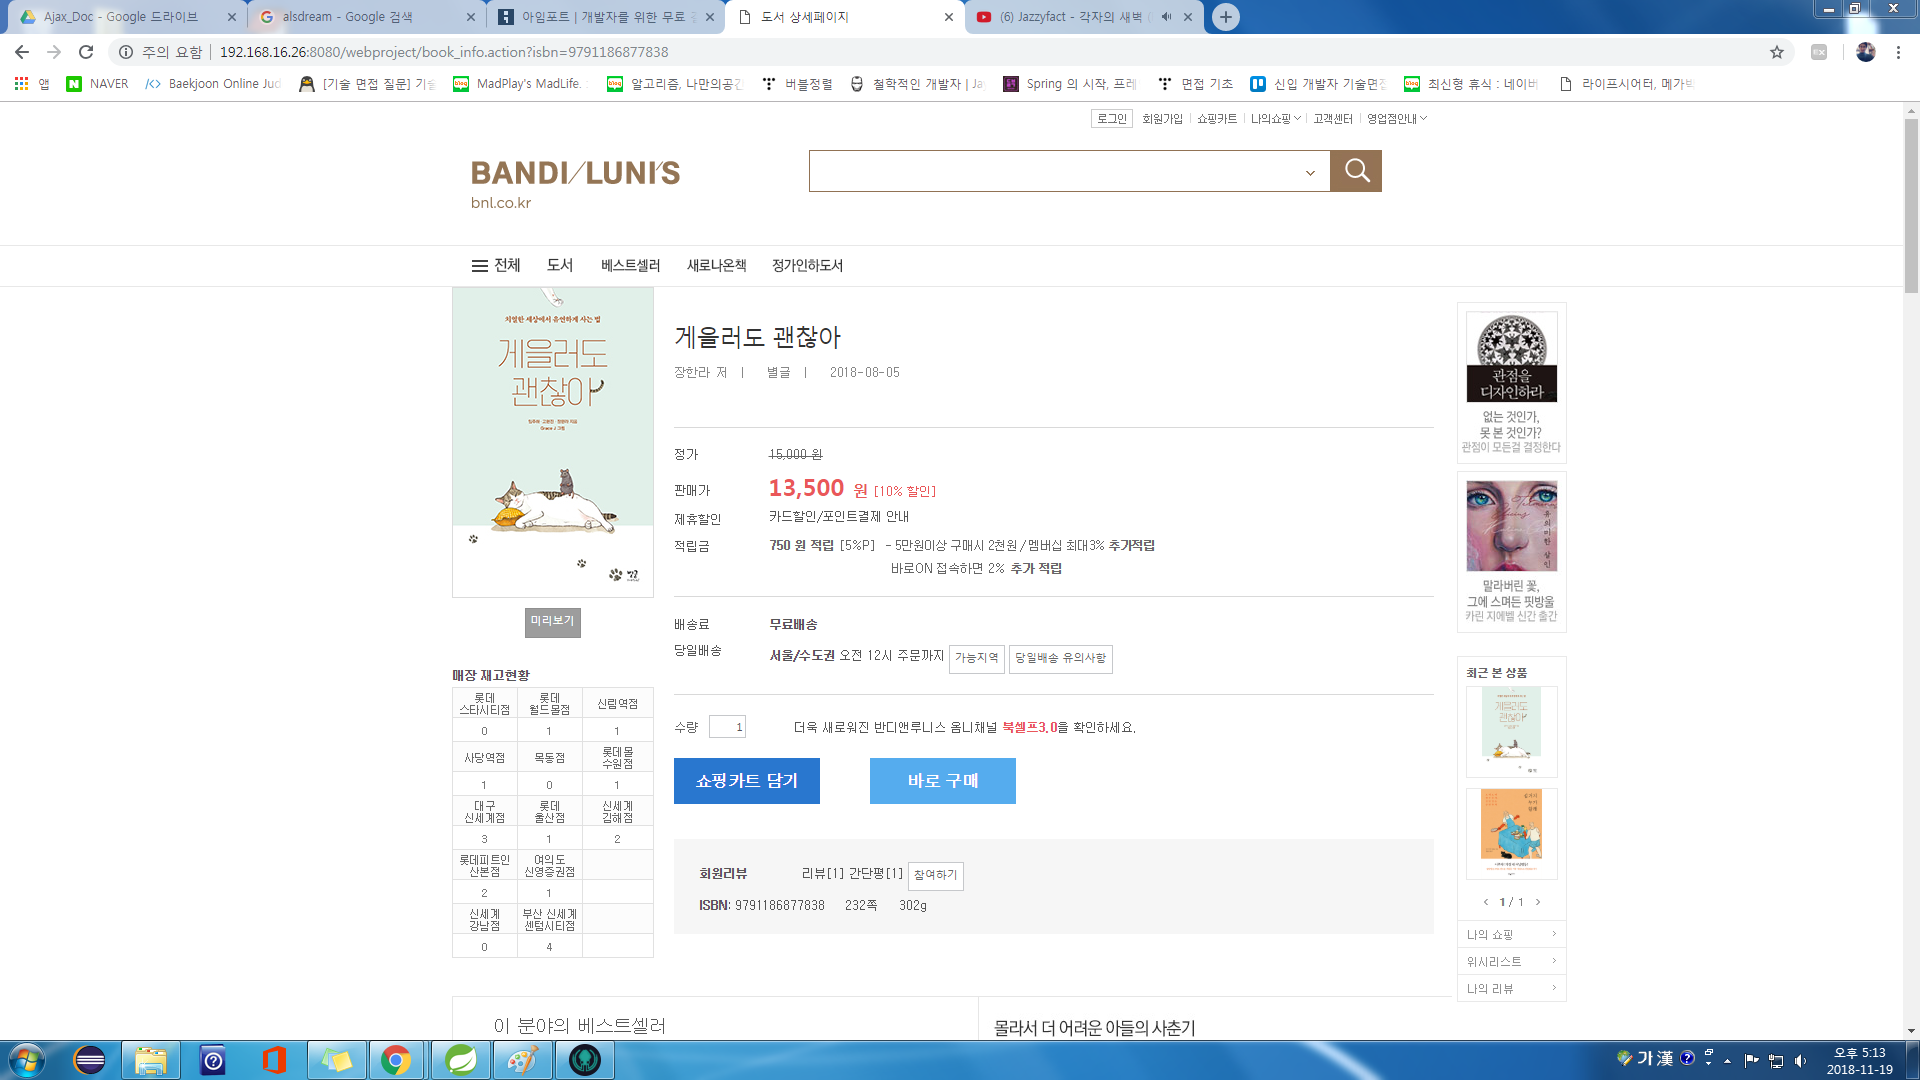 Ajax_Doc - Google 드라이브
alsdream - Google 검색
아임포트 | 개발자를 위한 무료
도서 상세페이지
(6) Jazzyfact - 각자의 새벽
주의 요함 | 192.168.16.26:8080/webproject/book_info.action?isbn=9791186877838
앱 NAVER Baekjoon Online Jud [기술 면접 질문] 기술 MadPlay's MadLife. 알고리즘, 나만의공간 버블정렬 철학적인 개발자 | Ja Spring 의 시작, 프레 면접 기초 신입 개발자 기술면접 최신형 휴식 : 네이버 라이프시어터, 메가박
로그인 회원가입 쇼핑카트 나의쇼핑 고객센터 영업점안내
BANDI/LUNI'S
bnl.co.kr
전체 도서 베스트셀러 새로나온책 정가인하도서
치열한 세상에서 유연하게 사는 법
게을러도
괜찮아
미리보기
게을러도 괜찮아
장한라 저 | 별글 | 2018-08-05
정가 15,000 원
판매가 13,500 원 [10% 할인]
제휴할인 카드할인/포인트결제 안내
적립금 750 원 적립 [5%P] - 5만원이상 구매시 2천원 / 멤버십 최대3% 추가적립
바로ON 접속하면 2% 추가 적립
배송료 무료배송
당일배송 서울/수도권 오전 12시 주문까지 가능지역 당일배송 유의사항
수량 1 더욱 새로워진 반디앤루니스 옴니채널 북셀프3.0을 확인하세요.
쇼핑카트 담기 바로 구매
회원리뷰 리뷰[1] 간단평[1] 참여하기
ISBN: 9791186877838 232쪽 302g
매장 재고현황
롯데 스타시티점 롯데 월드몰점 신림역점
0 1 1
사당역점 목동점 롯데몰 수원점
1 0 1
대구 신세계점 롯데 울산점 신세계 김해점
3 1 2
롯데피트인 산본점 여의도 신영증권점
2 1
신세계 강남점 부산 신세계 센텀시티점
0 4
관점을
디자인하라
없는 것인가,
못 본 것인가?
관점이 모든걸 결정한다
유의미한 살인
말라버린 꽃,
그에 스며든 핏방울
카린 지에벨 신간 출간
최근 본 상품
게을러도
괜찮아
1 / 1
나의 쇼핑
위시리스트
나의 리뷰
이 분야의 베스트셀러
몰라서 더 어려운 아들의 사춘기
가 漢
오후 5:13
2018-11-19